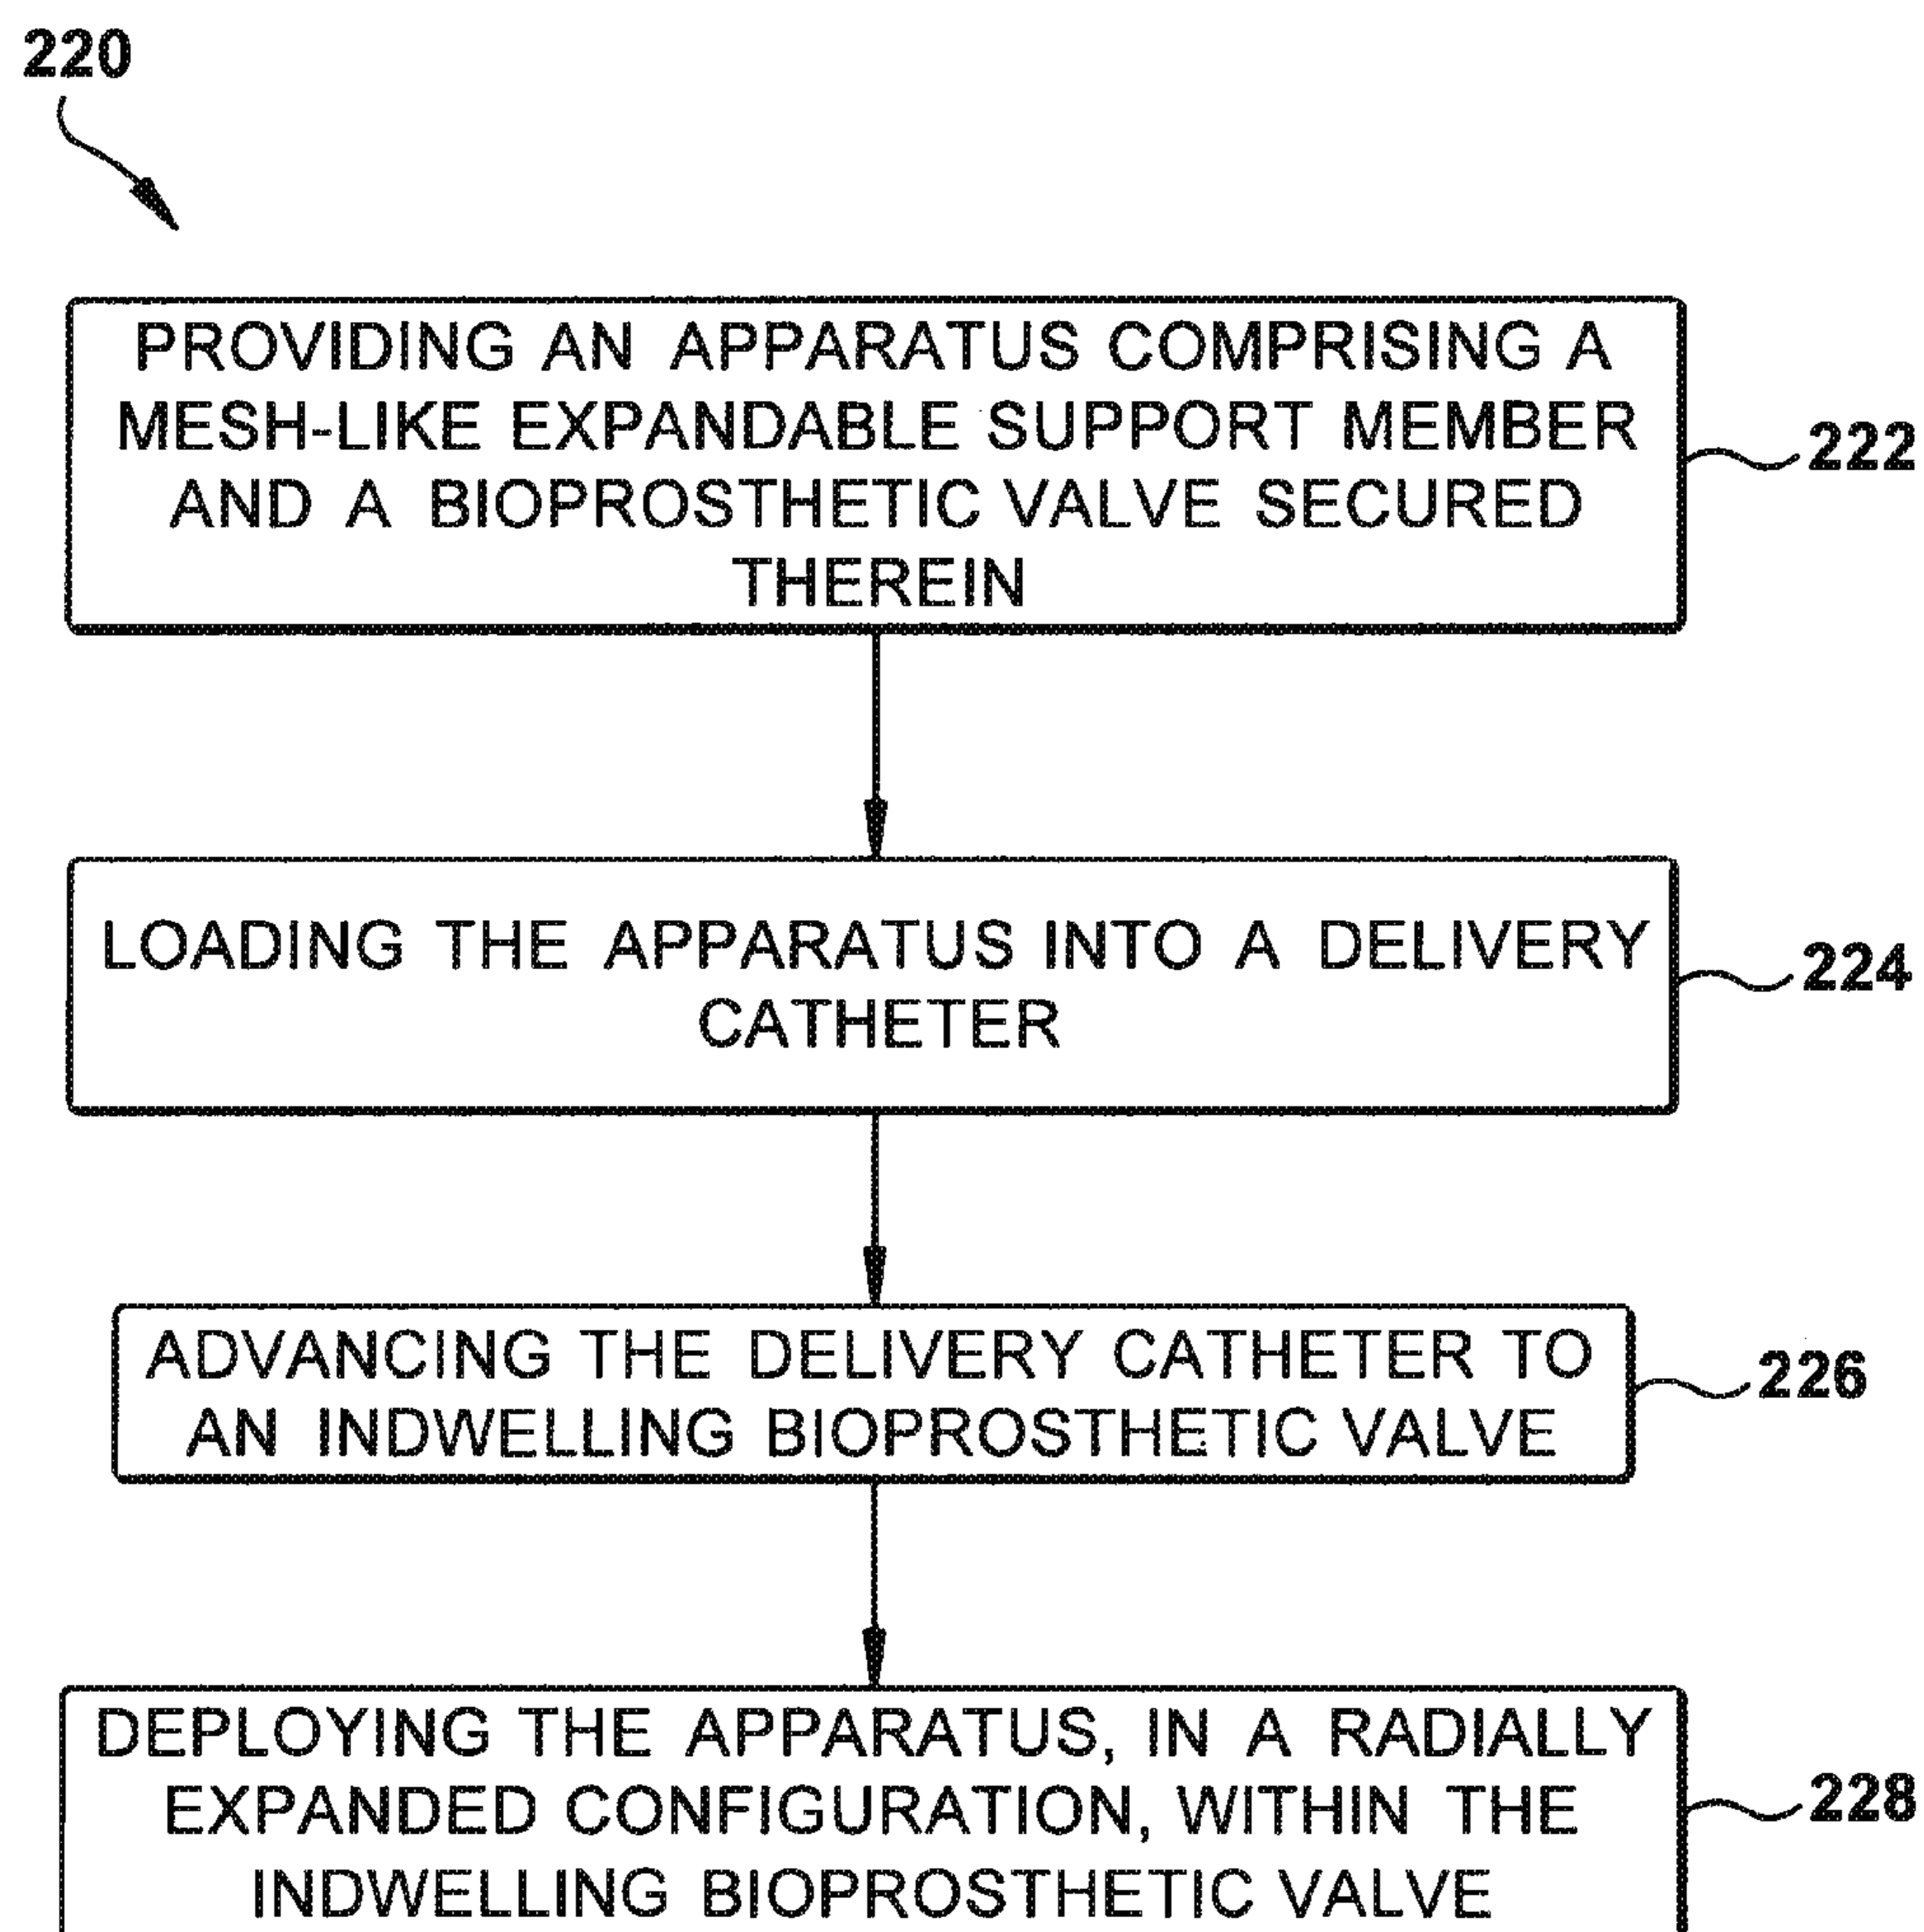 220
PROVIDING AN APPARATUS COMPRISING A
MESH-LIKE EXPANDABLE SUPPORT MEMBER
AND A BIOPROSTHETIC VALVE SECURED
THEREIN
222
LOADING THE APPARATUS INTO A DELIVERY
CATHETER
224
ADVANCING THE DELIVERY CATHETER TO
AN INDWELLING BIOPROSTHETIC VALVE
226
DEPLOYING THE APPARATUS, IN A RADIALLY
EXPANDED CONFIGURATION, WITHIN THE
INDWELLING BIOPROSTHETIC VALVE
228